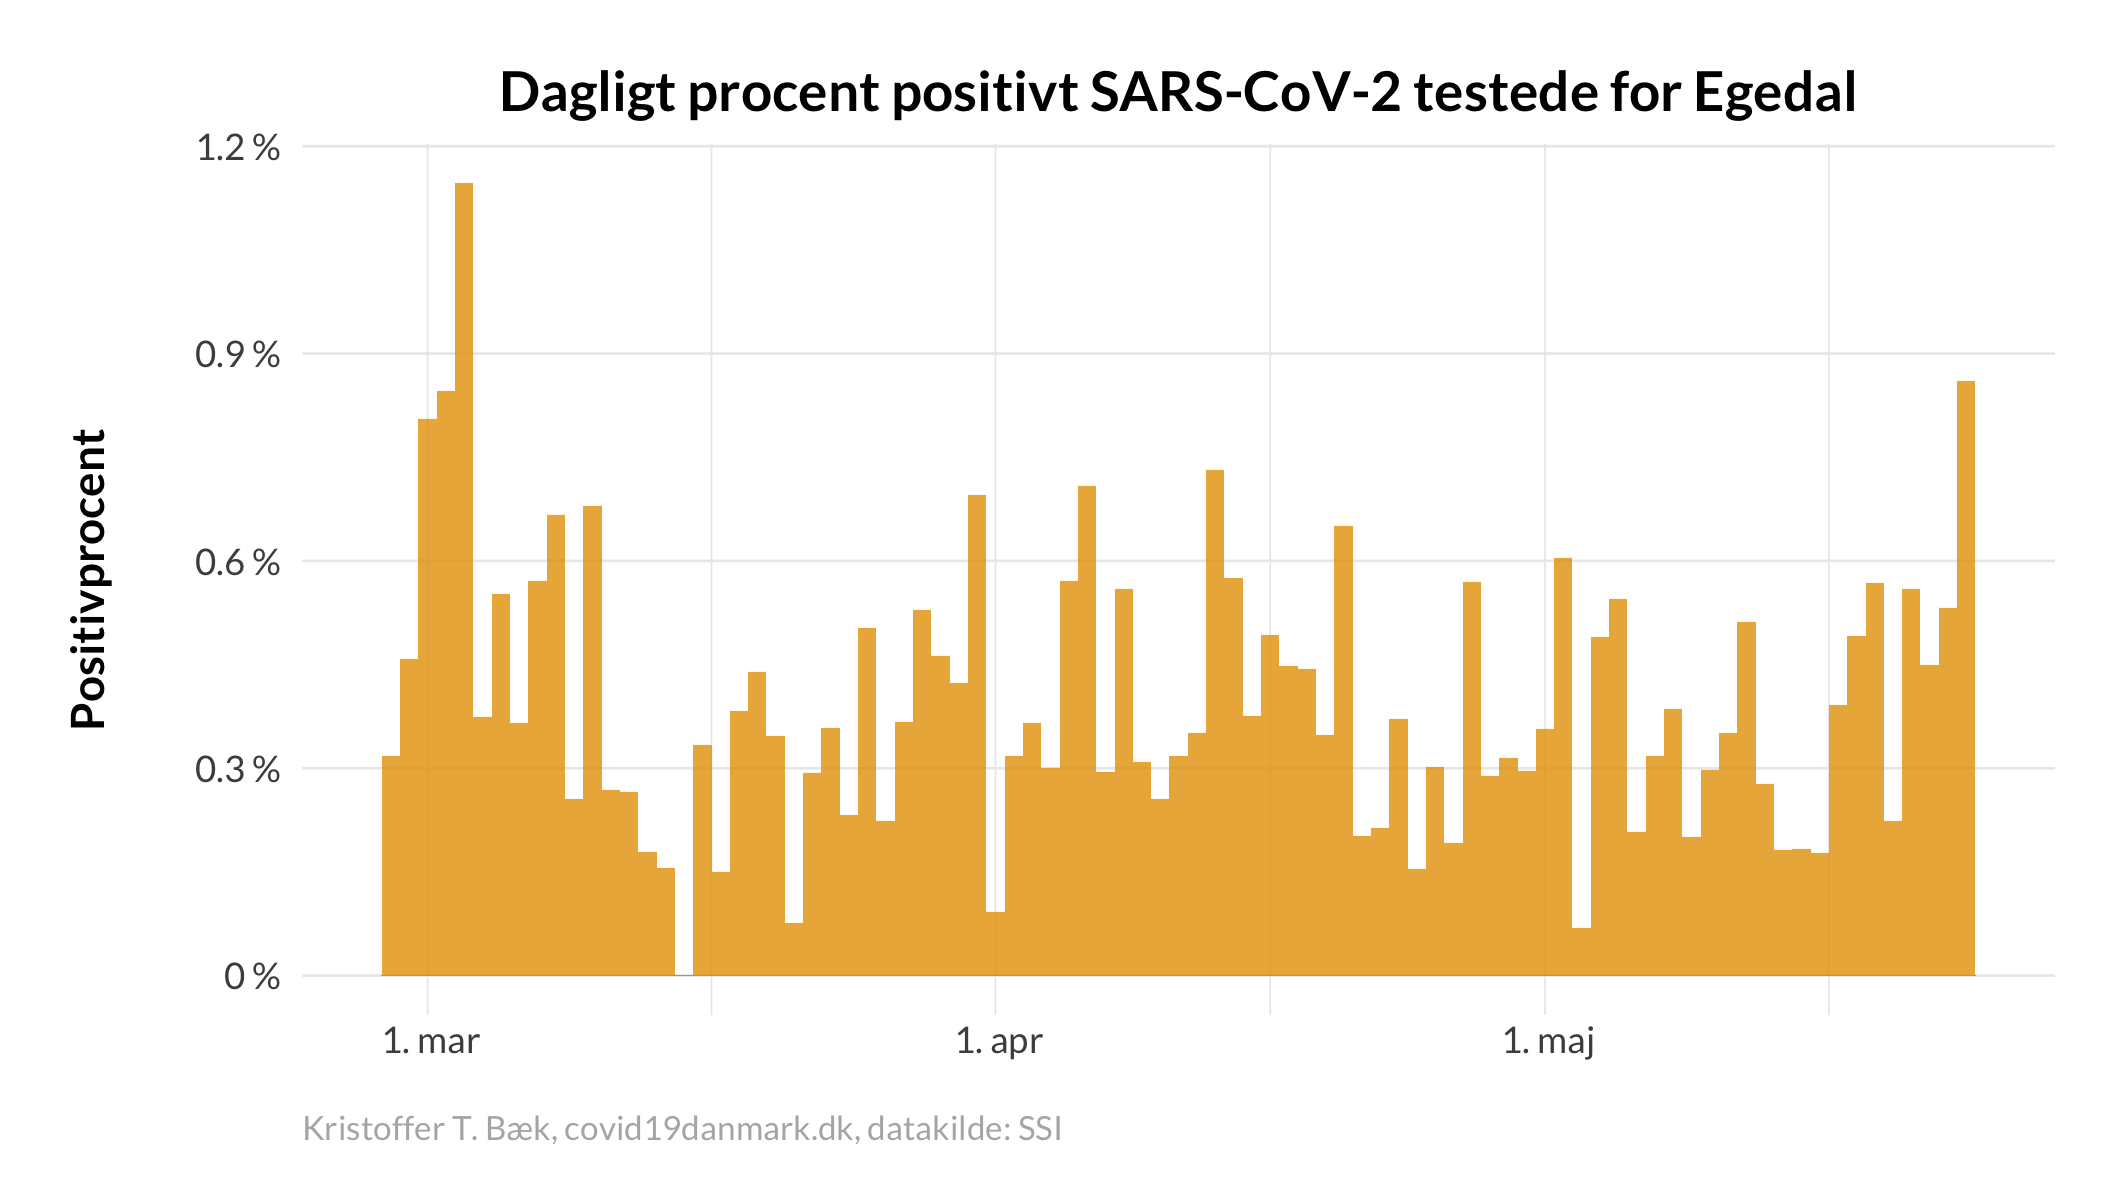 Dagligt procent positivt SARS-CoV-2 testede for Egedal
1.2 %
0.9 %
0.6 %
0.3 %
0 %
Positivprocent
1. mar
1. apr
1. maj
Kristoffer T. Bæk, covid19danmark.dk, datakilde: SSI